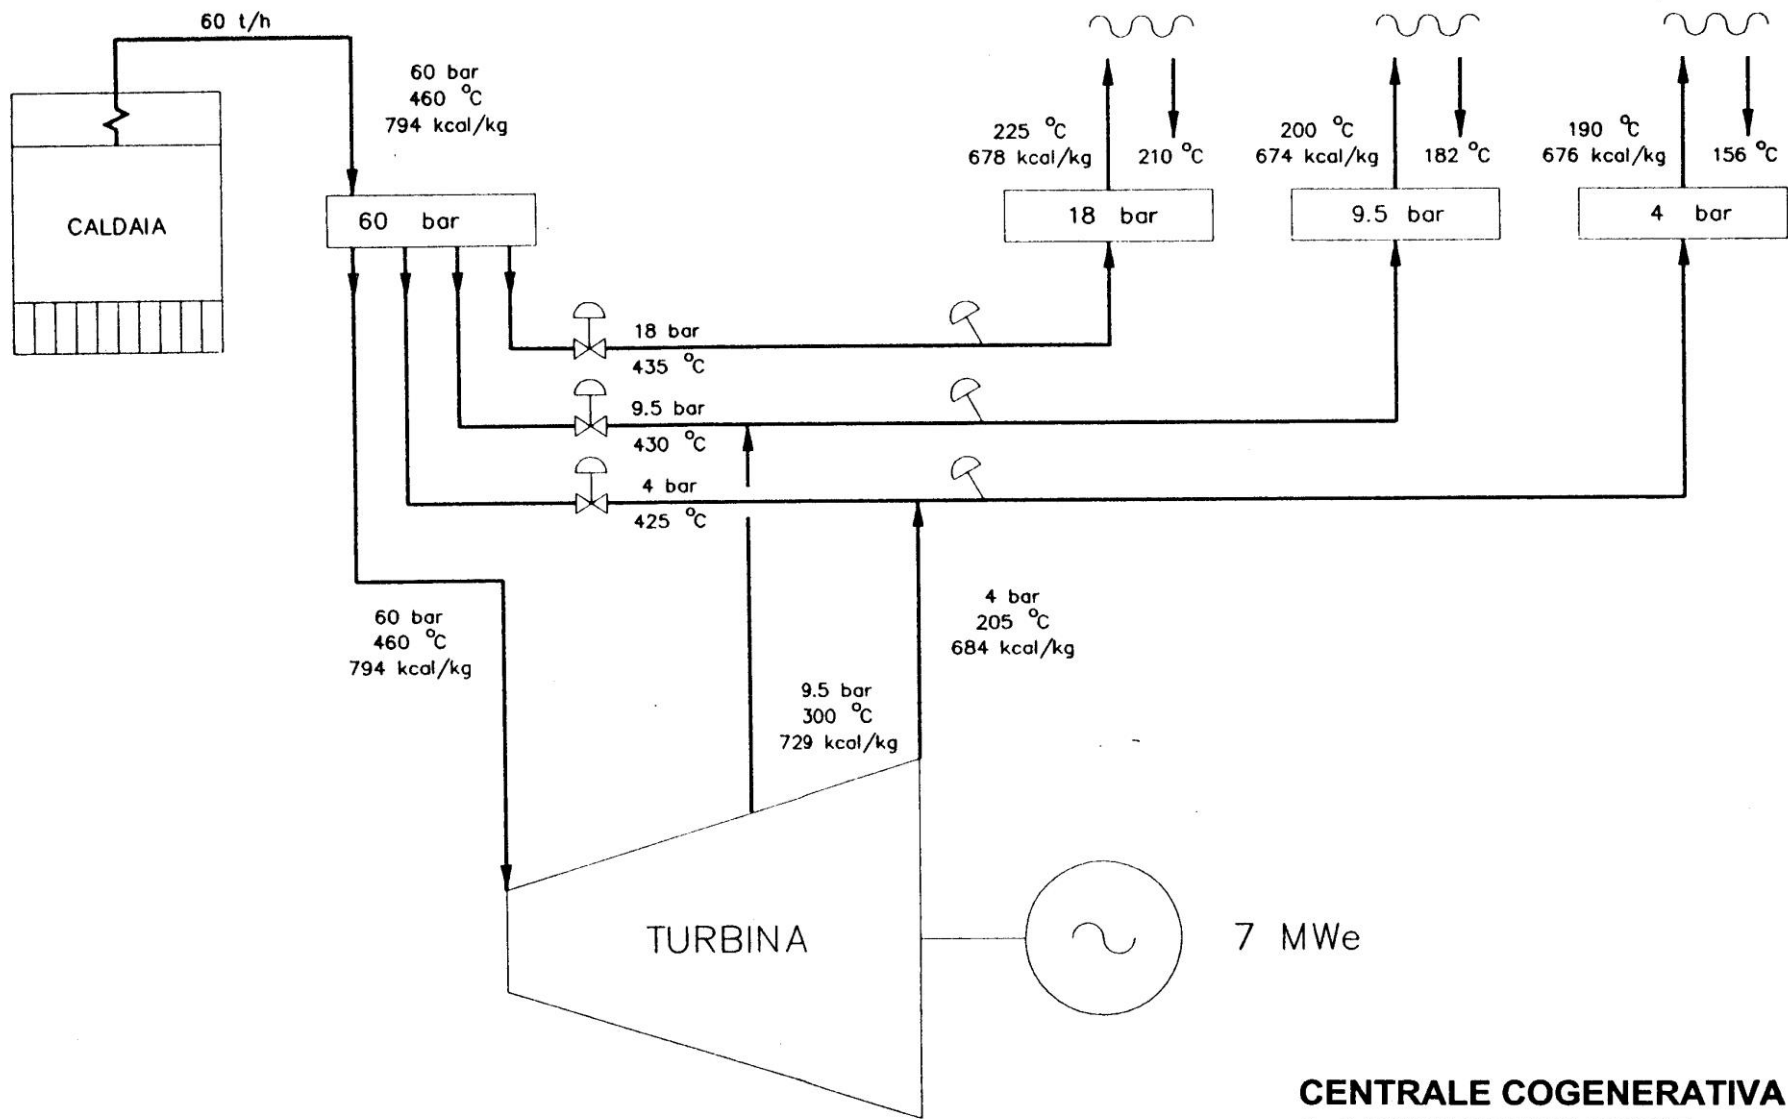 60 t/h
60 bar
460 °C
794 kcal/kg
CALDAIA
60 bar
225 °C
678 kcal/kg
210 °C
18 bar
200 °C
674 kcal/kg
182 °C
9.5 bar
190 °C
676 kcal/kg
156 °C
4 bar
18 bar
435 °C
9.5 bar
430 °C
4 bar
425 °C
60 bar
460 °C
794 kcal/kg
4 bar
205 °C
684 kcal/kg
9.5 bar
300 °C
729 kcal/kg
TURBINA
7 MWe
CENTRALE COGENERATIVA